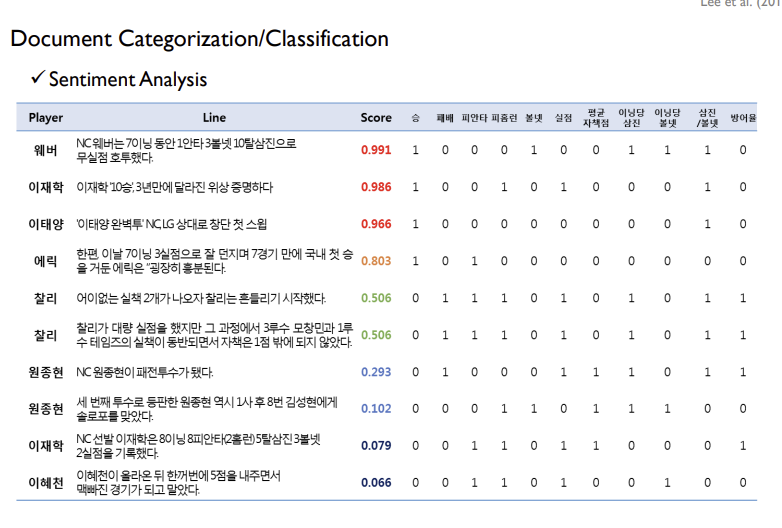 Lee et al. (201
Document Categorization/Classification
✓ Sentiment Analysis
Player Line Score 승 패배 피안타 피홈런 볼넷 실점 평균 자책점 이닝당 삼진 이닝당 볼넷 삼진 /볼넷 방어율
웨버 NC 웨버는 7이닝 동안 1안타 3볼넷 10탈삼진으로 0.991 1 0 0 0 1 0 0 1 1 1 0
무실점 호투했다.
이재학 이재학 '10승', 3년만에 달라진 위상 증명하다 0.986 1 0 0 1 0 1 0 0 0 1 0
이태양 '이태양 완벽투' NC, LG 상대로 창단 첫 스윕 0.966 1 0 0 0 0 0 0 0 0 1 0
에릭 한편, 이날 7이닝 3실점으로 잘 던지며 7경기 만에 국내 첫 승 0.803 1 0 1 0 0 0 0 0 0 0 0
을 거둔 에릭은 "굉장히 흥분된다.
찰리 어이없는 실책 2개가 나오자 찰리는 흔들리기 시작했다. 0.506 0 1 1 1 0 1 0 1 0 1 1
찰리 찰리가 대량 실점을 했지만 그 과정에서 3루수 모창민과 1루 0.506 0 1 1 1 0 1 0 1 0 1 1
수 테임즈의 실책이 동반되면서 자책은 1점 밖에 되지 않았다.
원종현 NC 원종현이 패전투수가 됐다. 0.293 0 1 0 0 0 1 1 1 0 1 1
원종현 세 번째 투수로 등판한 원종현 역시 1사 후 8번 김성현에게 0.102 0 0 0 1 1 0 1 1 1 0 0
솔로포를 맞았다.
이재학 NC 선발 이재학은 8이닝 8피안타(2홈런) 5탈삼진 3볼넷 0.079 0 0 1 1 0 1 1 0 0 0 1
2실점을 기록했다.
이혜천 이혜천이 올라온 뒤 한꺼번에 5점을 내주면서 0.066 0 0 1 1 0 1 0 0 1 0 0
맥빠진 경기가 되고 말았다.